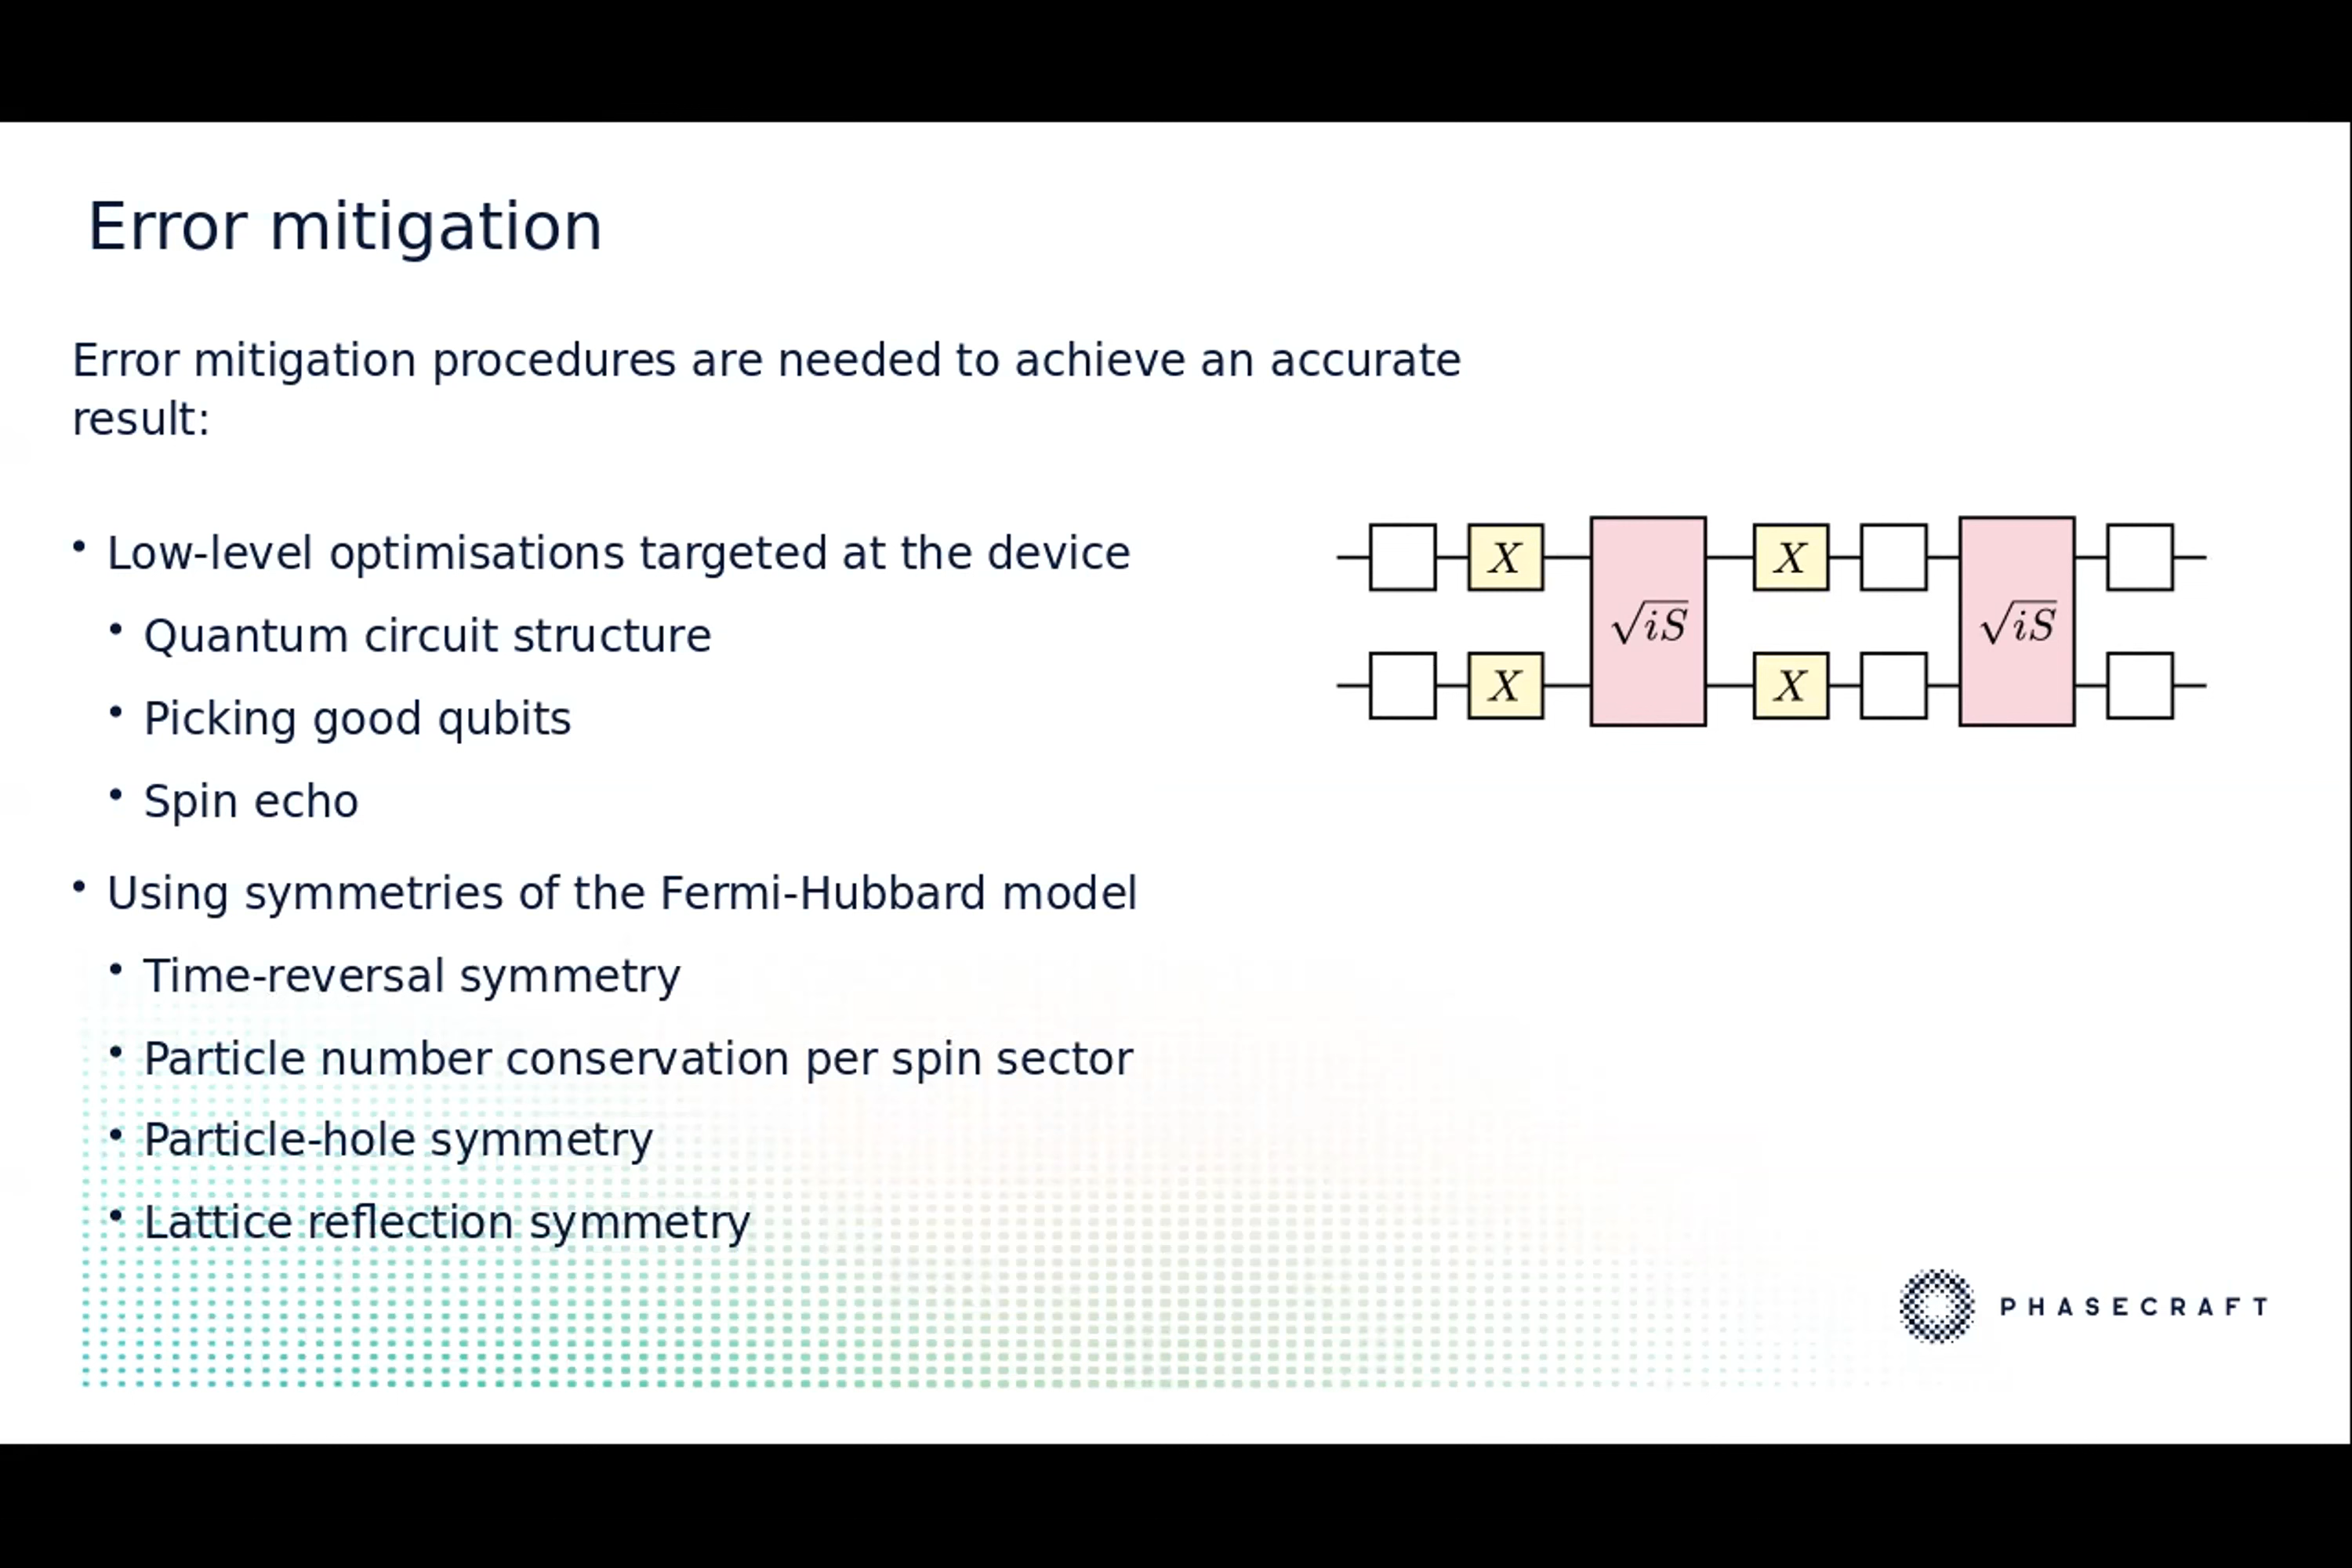 Error mitigation
Error mitigation procedures are needed to achieve an accurate
result:
• Low-level optimisations targeted at the device
• Quantum circuit structure
• Picking good qubits
• Spin echo
• Using symmetries of the Fermi-Hubbard model
• Time-reversal symmetry
• Particle number conservation per spin sector
• Particle-hole symmetry
• Lattice reflection symmetry
X X
√iS √iS
X X
PHASECRAFT